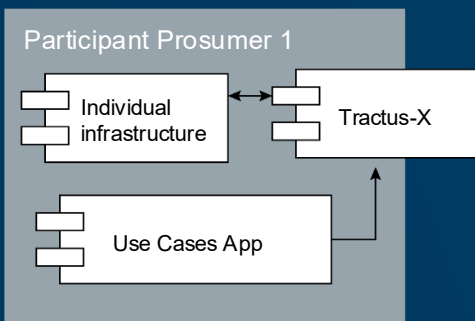 Participant Prosumer 1
Individual
infrastructure
Tractus-X
Use Cases App